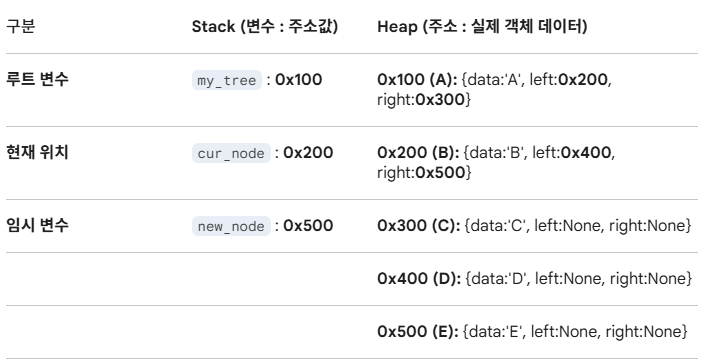 구분 Stack (변수 : 주소값) Heap (주소 : 실제 객체 데이터)
루트 변수 my_tree : 0x100 0x100 (A): {data:'A', left:0x200,
right:0x300}
현재 위치 cur_node : 0x200 0x200 (B): {data:'B', left:0x400,
right:0x500}
임시 변수 new_node : 0x500 0x300 (C): {data:'C', left:None, right:None}
0x400 (D): {data:'D', left:None, right:None}
0x500 (E): {data:'E', left:None, right:None}